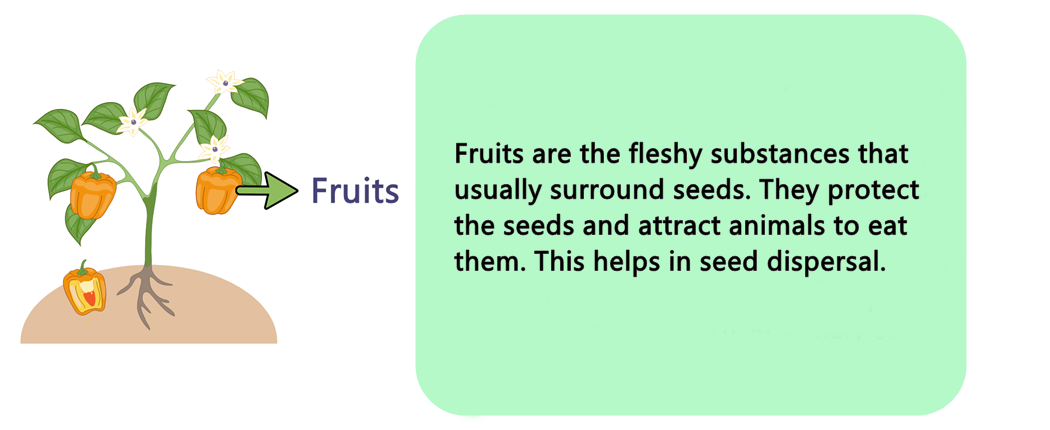 Fruits
Fruits are the fleshy substances that
usually surround seeds. They protect
the seeds and attract animals to eat
them. This helps in seed dispersal.